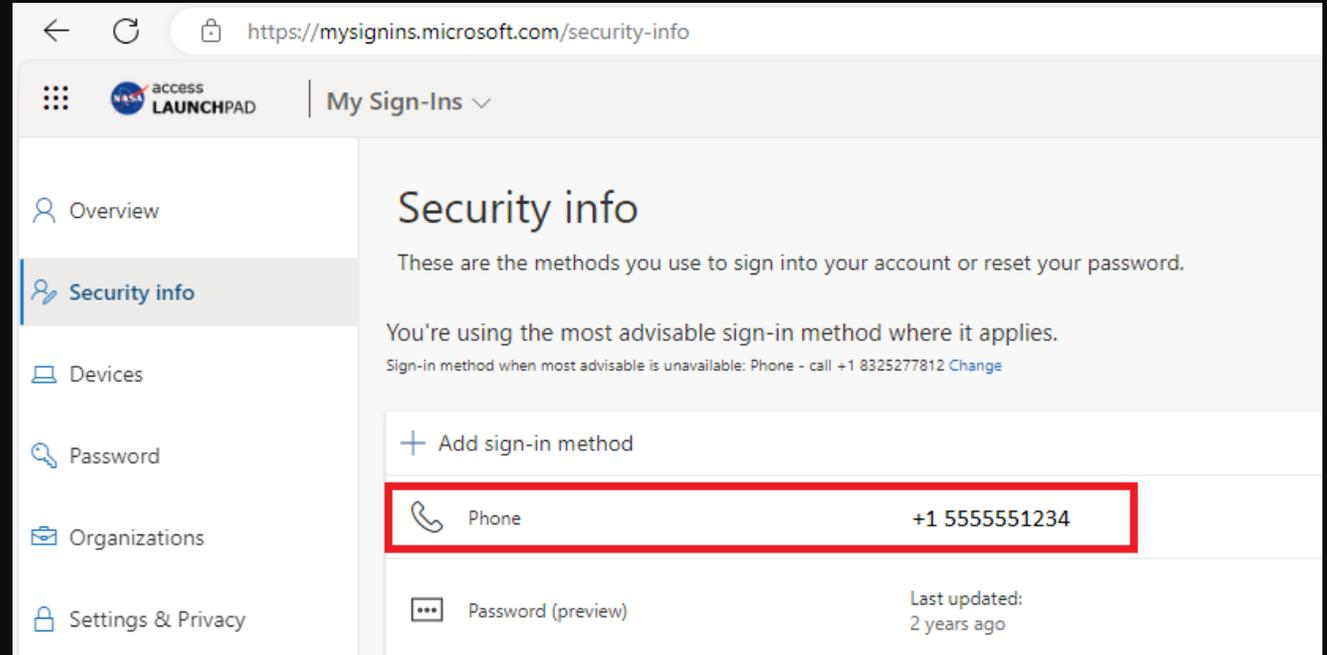 https://mysignins.microsoft.com/security-info
NASA
access
LAUNCHPAD
My Sign-Ins
Overview
Security info
Devices
Password
Organizations
Settings & Privacy
Security info
These are the methods you use to sign into your account or reset your password.
You're using the most advisable sign-in method where it applies.
Sign-in method when most advisable is unavailable: Phone - call +1 8325277812 Change
Add sign-in method
Phone +1 5555551234
Password (preview) Last updated:
2 years ago